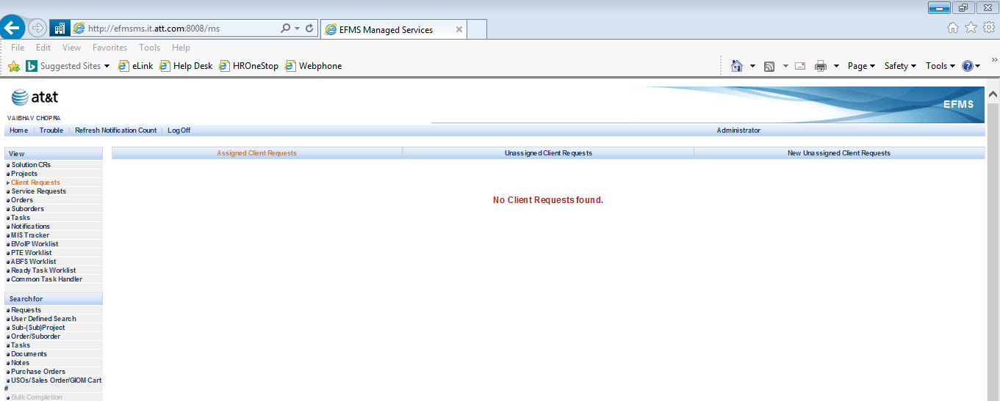 http://efmsms.it.att.com:8008/ms
EFMS Managed Services
File Edit View Favorites Tools Help
Suggested Sites eLink Help Desk HROneStop Webphone
Page Safety Tools
at&t
EFMS
VAIBHAV CHOPRA
Home | Trouble | Refresh Notification Count | Log Off
Administrator
View
Solution CRs
Projects
Client Requests
Service Requests
Orders
Suborders
Tasks
Notifications
MIS Tracker
BVoIP Worklist
PTE Worklist
ABFS Worklist
Ready Task Worklist
Common Task Handler
Search for
Requests
User Defined Search
Sub-(Sub)Project
Order/Suborder
Tasks
Documents
Notes
Purchase Orders
USOs/Sales Order/GIOM Cart
#
Bulk Completion
Assigned Client Requests
Unassigned Client Requests
New Unassigned Client Requests
No Client Requests found.